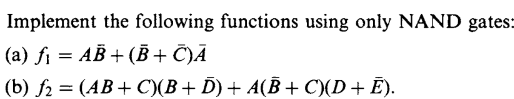 Implement the following functions using only NAND gates:
(a) f₁ = AB̄ + (B̄ + C̄)Ā
(b) f₂ = (AB + C)(B + D̄) + A(B̄ + C)(D + Ē).